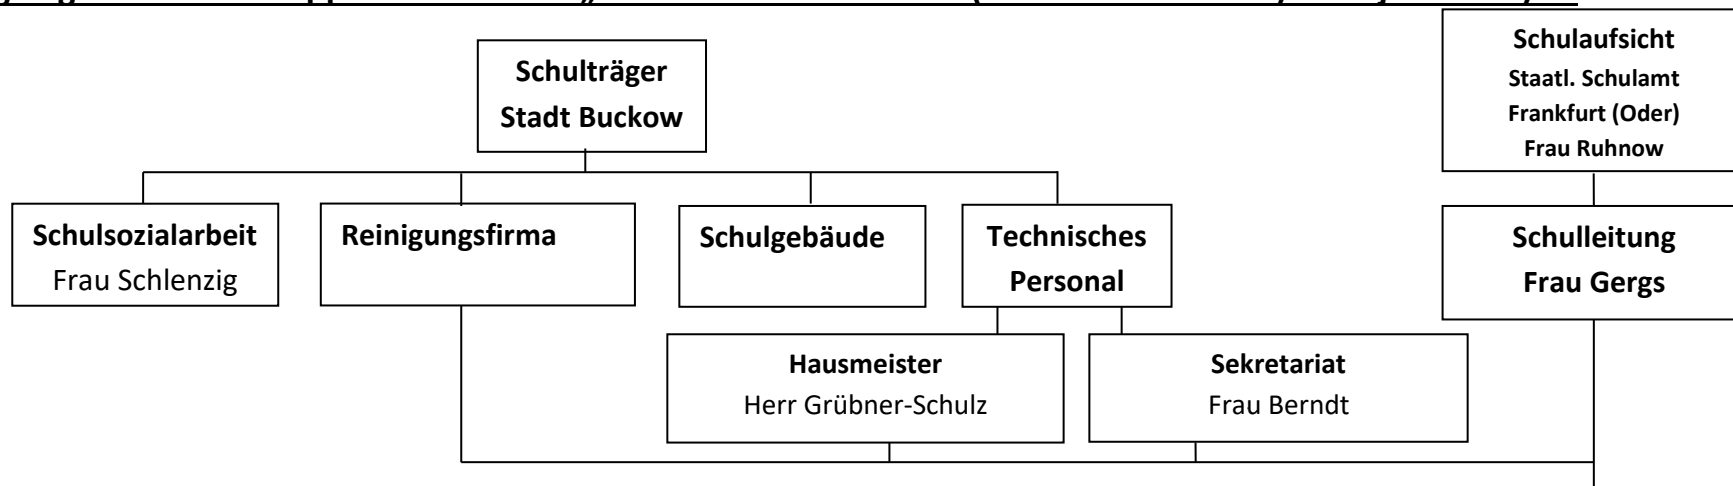 Schulträger
Stadt Buckow
Schulaufsicht
Staatl. Schulamt
Frankfurt (Oder)
Frau Ruhnow
Schulsozialarbeit
Frau Schlenzig
Reinigungsfirma
Schulgebäude
Technisches
Personal
Schulleitung
Frau Gergs
Hausmeister
Herr Grübner-Schulz
Sekretariat
Frau Berndt